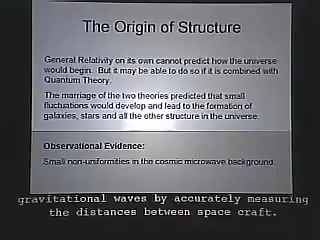 The Origin of Structure
General Relativity on its own cannot predict how the universe
would begin. But it may be able to do so if it is combined with
Quantum Theory.
The marriage of the two theories predicted that small
fluctuations would develop and lead to the formation of
galaxies, stars and all the other structure in the universe.
Observational Evidence:
Small non-uniformities in the cosmic microwave background.
gravitational waves by accurately measuring
the distances between space craft.